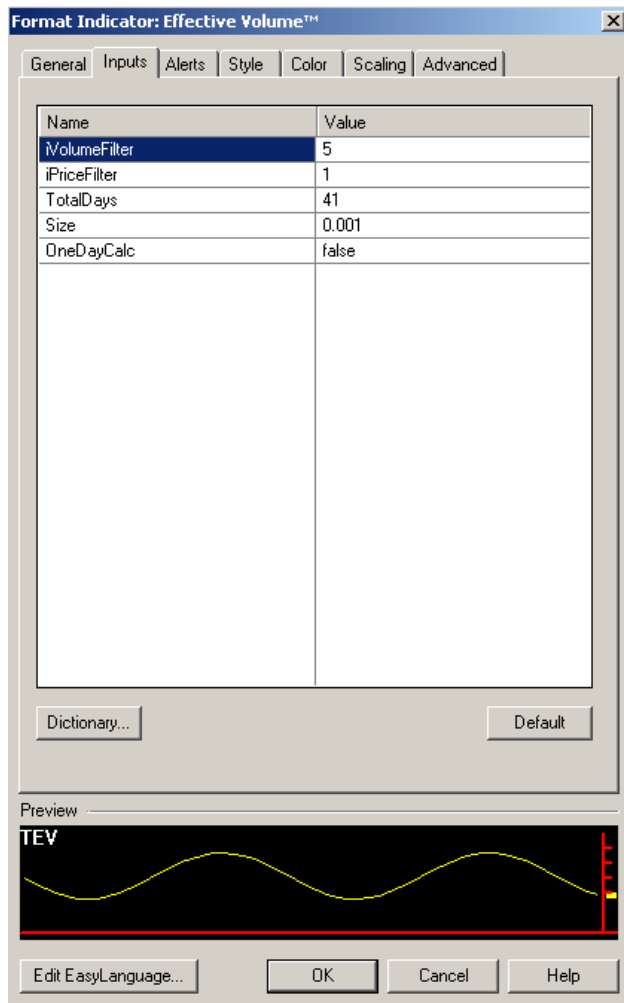 Format Indicator: Effective Volume™
General Inputs Alerts Style Color Scaling Advanced
Name Value
iVolumeFilter 5
iPriceFilter 1
TotalDays 41
Size 0.001
OneDayCalc false
Dictionary... Default
Preview
TEV
Edit EasyLanguage... OK Cancel Help